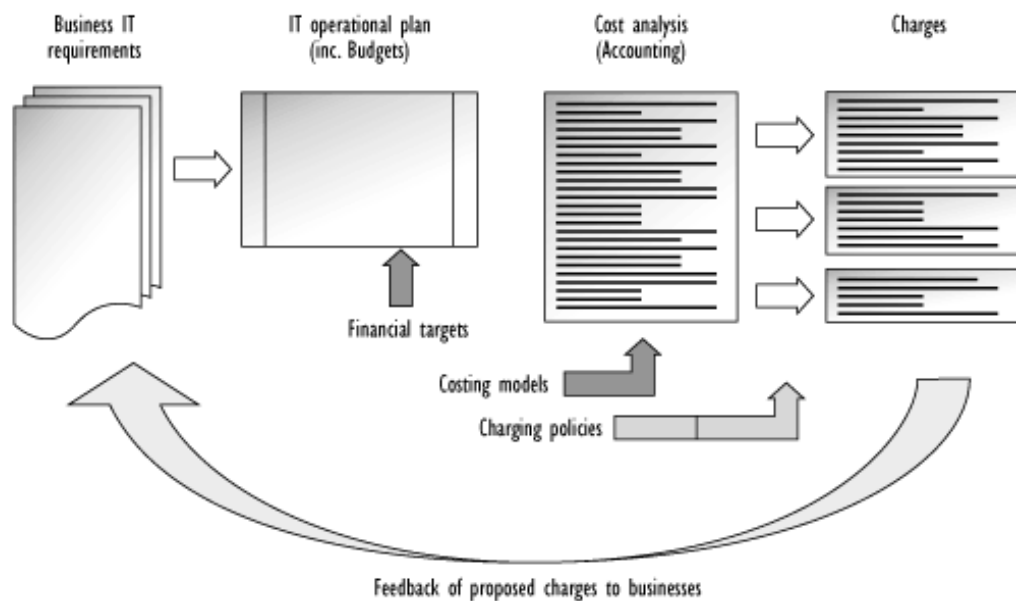 Business IT
requirements
IT operational plan
(inc. Budgets)
Cost analysis
(Accounting)
Charges
Financial targets
Costing models
Charging policies
Feedback of proposed charges to businesses